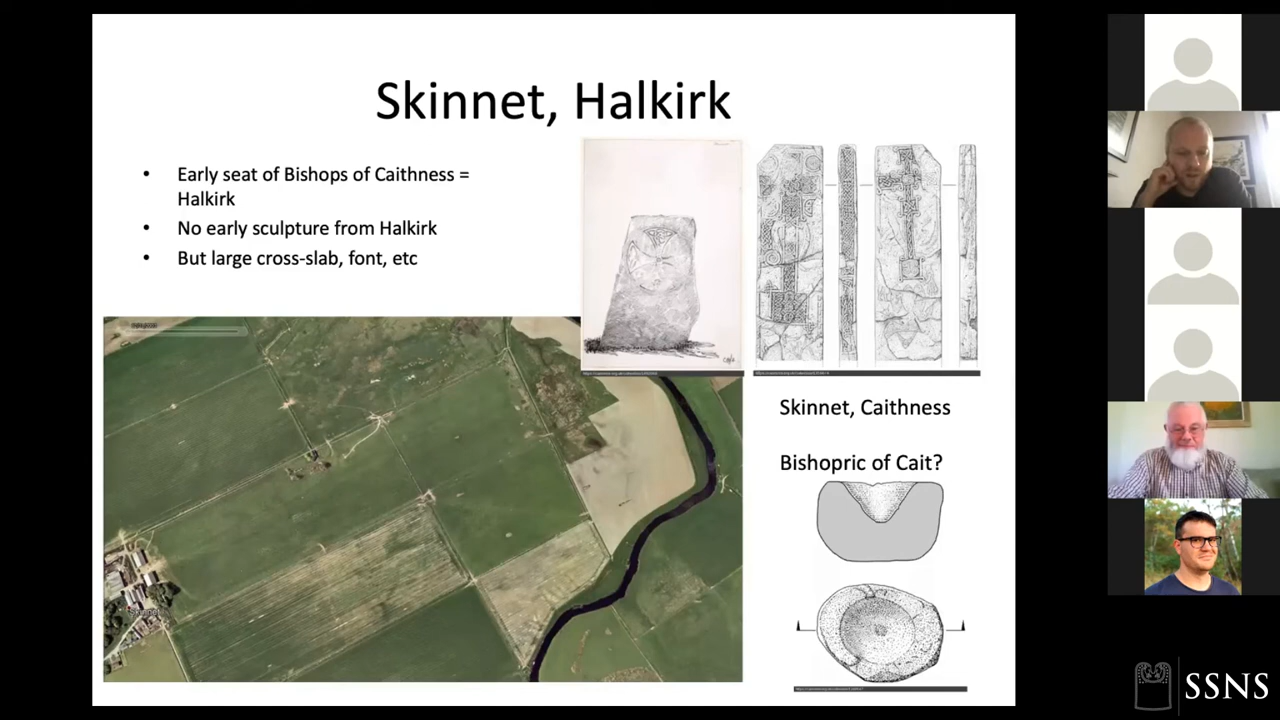 Skinnet, Halkirk
• Early seat of Bishops of Caithness =
Halkirk
• No early sculpture from Halkirk
• But large cross-slab, font, etc
Skinnet, Caithness
Bishopric of Cait?
SSNS